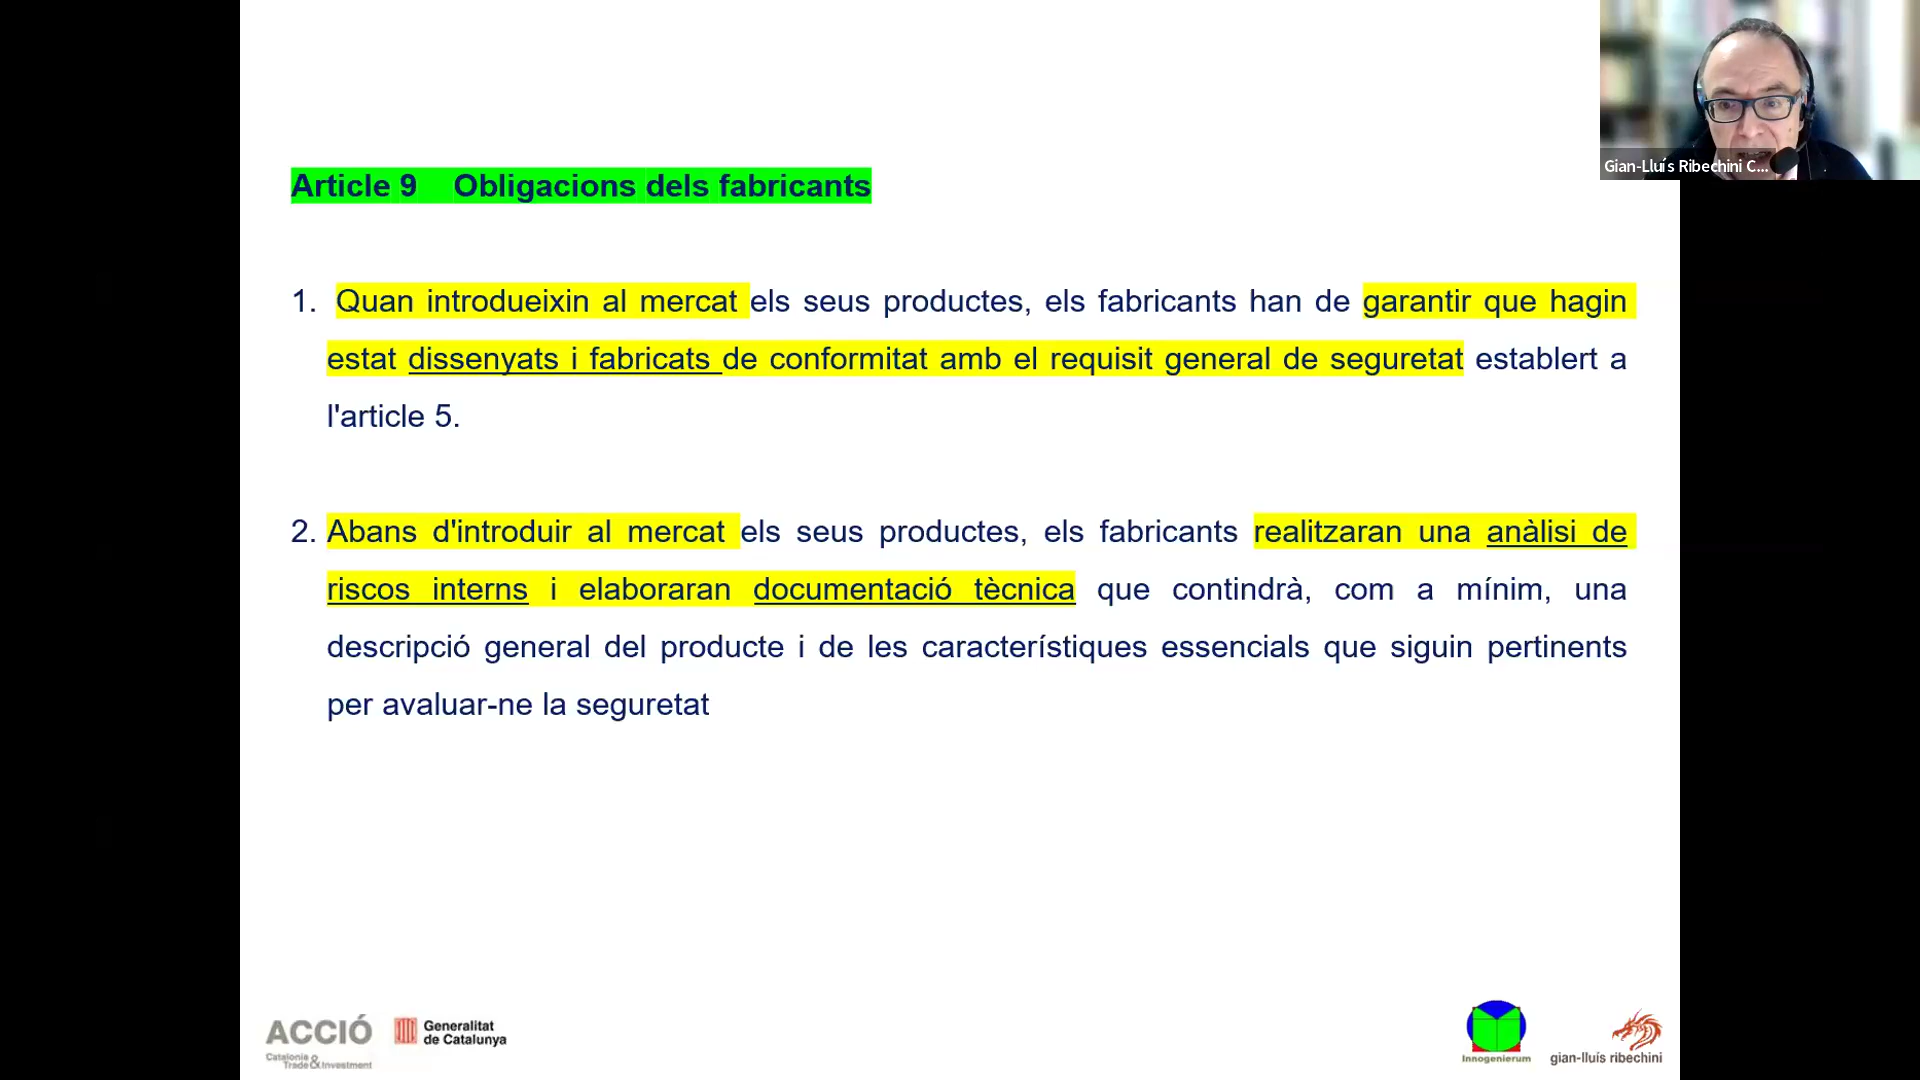 Gian-Lluís Ribechini C...
Article 9 Obligacions dels fabricants
1. Quan introdueixin al mercat els seus productes, els fabricants han de garantir que hagin
estat dissenyats i fabricats de conformitat amb el requisit general de seguretat establert a
l'article 5.
2. Abans d'introduir al mercat els seus productes, els fabricants realitzaran una anàlisi de
riscos interns i elaboraran documentació tècnica que contindrà, com a mínim, una
descripció general del producte i de les característiques essencials que siguin pertinents
per avaluar-ne la seguretat
ACCIÓ
Catalonia
Trade & Investment
Generalitat
de Catalunya
Innogenierum
gian-lluís ribechini